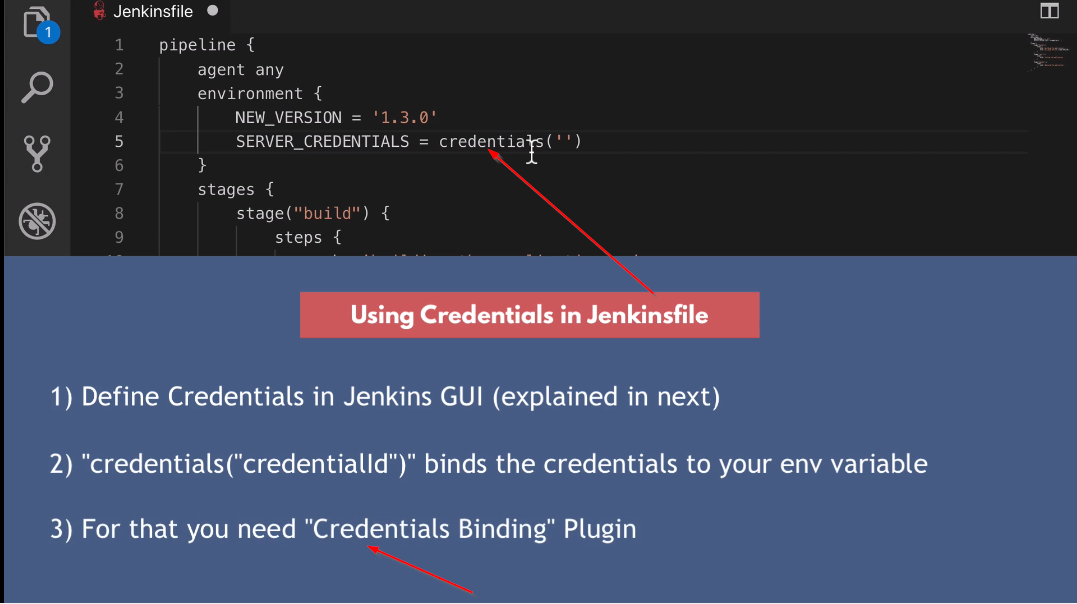 Jenkinsfile
1
1 pipeline {
2 agent any
3 environment {
4 NEW_VERSION = '1.3.0'
5 SERVER_CREDENTIALS = credentials('')
6 }
7 stages {
8 stage("build") {
9 steps {
Using Credentials in Jenkinsfile
1) Define Credentials in Jenkins GUI (explained in next)
2) "credentials("credentialId")" binds the credentials to your env variable
3) For that you need "Credentials Binding" Plugin